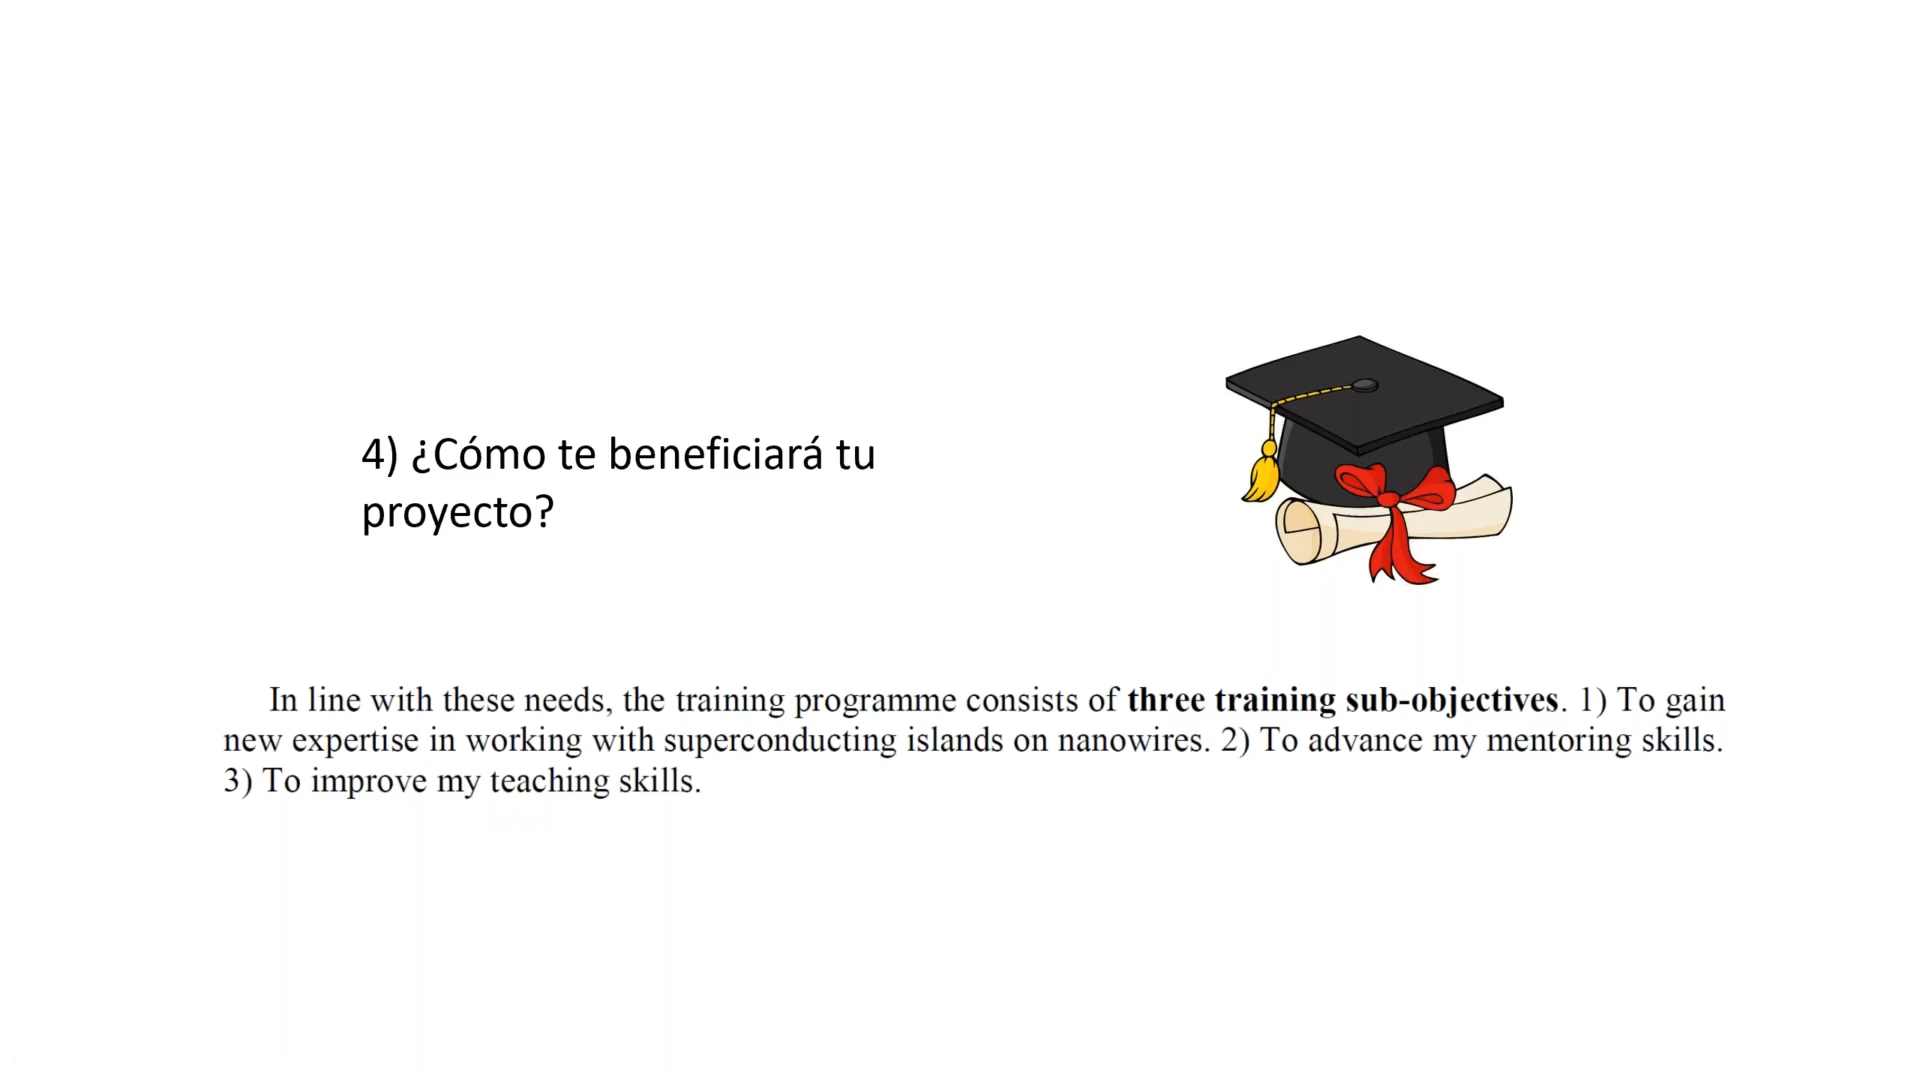 4) ¿Cómo te beneficiará tu
proyecto?
In line with these needs, the training programme consists of three training sub-objectives. 1) To gain
new expertise in working with superconducting islands on nanowires. 2) To advance my mentoring skills.
3) To improve my teaching skills.